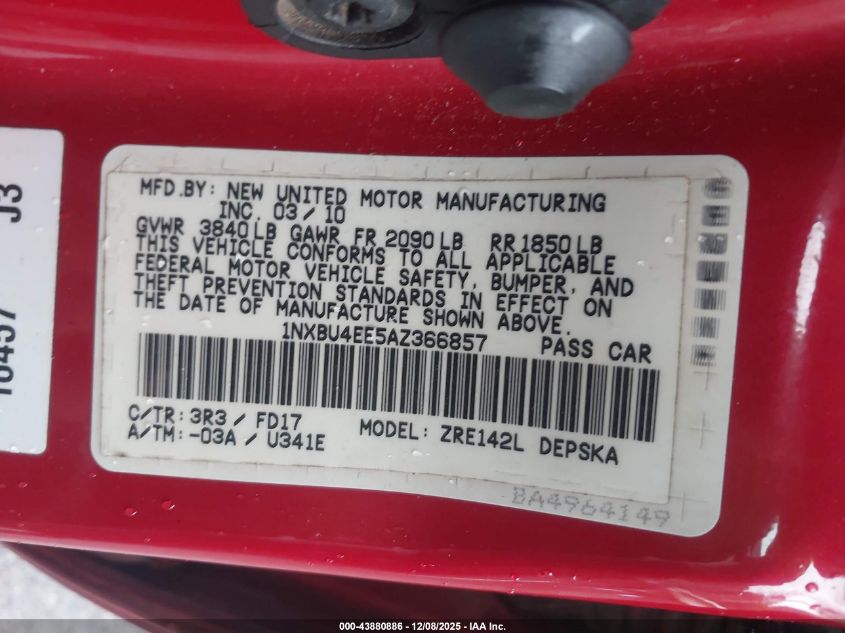 J3
10457
MFD.BY: NEW UNITED MOTOR MANUFACTURING
INC. 03/10
GVWR 3840LB GAWR FR 2090LB RR1850LB
THIS VEHICLE CONFORMS TO ALL APPLICABLE
FEDERAL MOTOR VEHICLE SAFETY, BUMPER, AND
THEFT PREVENTION STANDARDS IN EFFECT ON
THE DATE OF MANUFACTURE SHOWN ABOVE.
1NXBU4EE5AZ366857 PASS CAR
C/TR: 3R3 / FD17
A/TM: -03A / U341E MODEL: ZRE142L DEPSKA
BA4964149
000-43880886 - 12/08/2025 - IAA Inc.